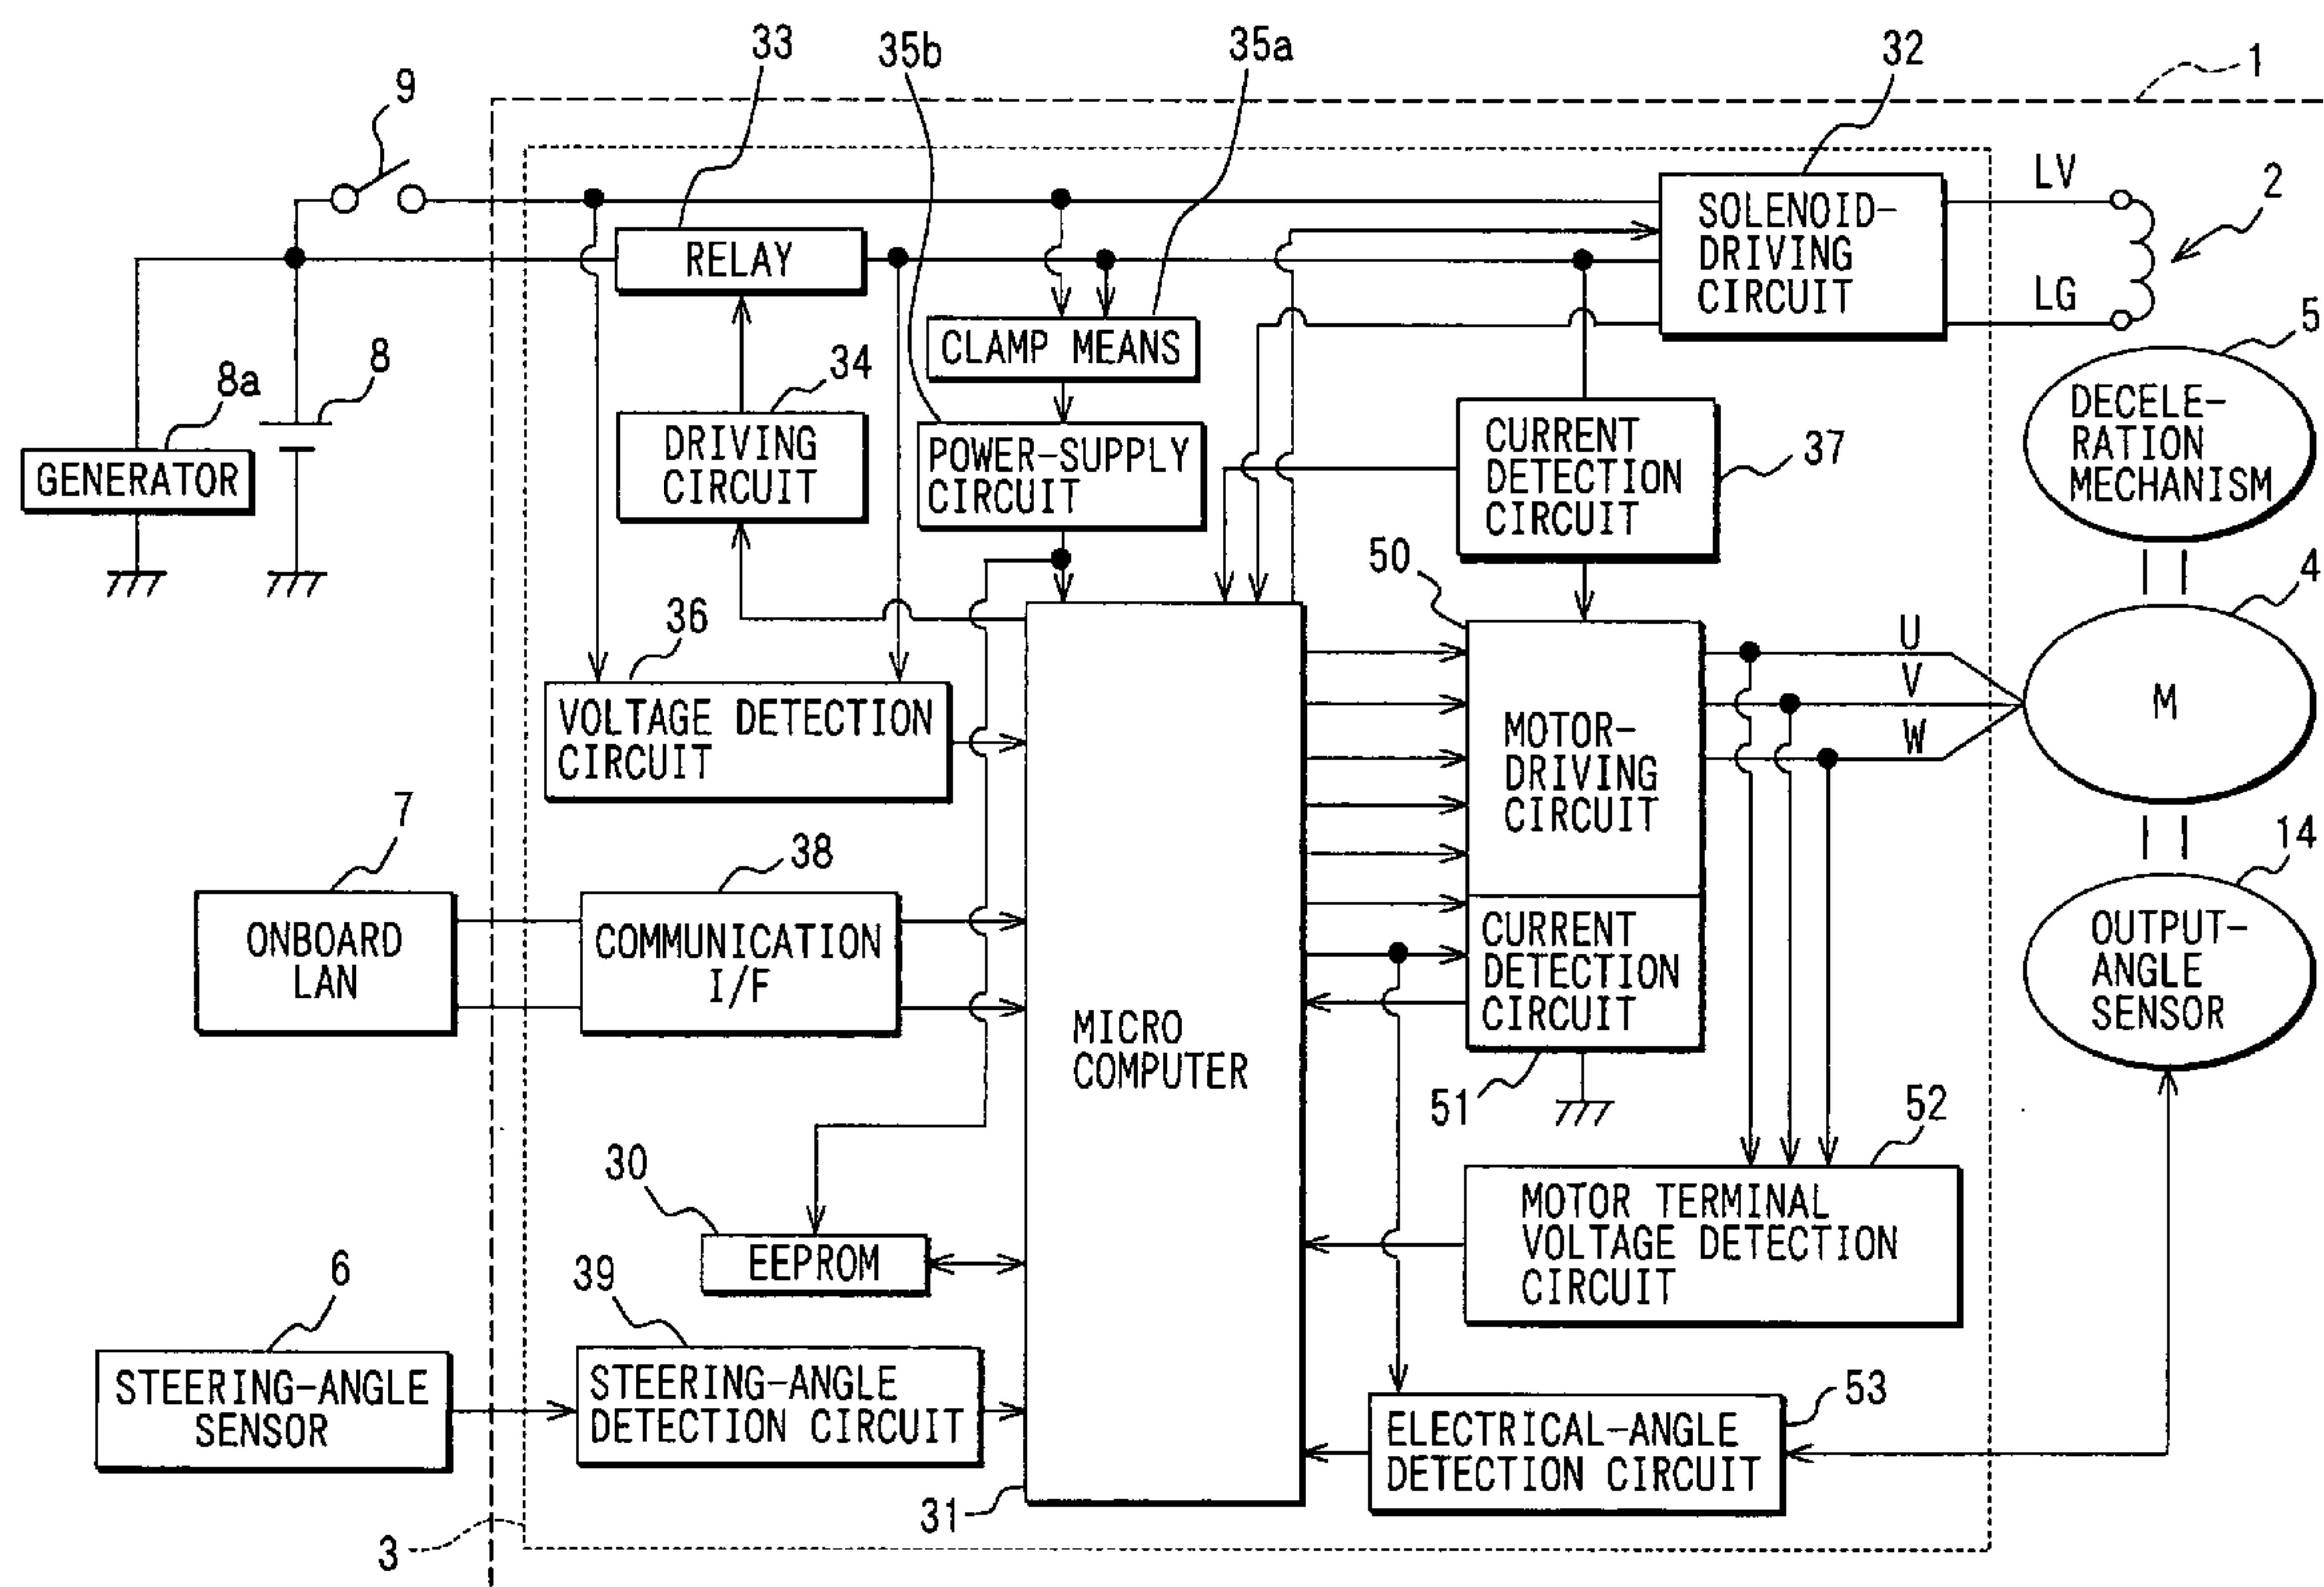 33
35b
35a
32
1
9
LV
2
SOLENOID-
DRIVING
CIRCUIT
RELAY
LG
5
CLAMP MEANS
34
8
8a
DECELE-
RATION
MECHANISM
DRIVING
CIRCUIT
POWER-SUPPLY
CIRCUIT
CURRENT
DETECTION
CIRCUIT
37
GENERATOR
50
4
36
U
V
W
M
VOLTAGE DETECTION
CIRCUIT
MOTOR-
DRIVING
CIRCUIT
7
38
14
ONBOARD
LAN
COMMUNICATION
I/F
CURRENT
DETECTION
CIRCUIT
OUTPUT-
ANGLE
SENSOR
MICRO
COMPUTER
51
52
30
MOTOR TERMINAL
VOLTAGE DETECTION
CIRCUIT
EEPROM
6
39
STEERING-ANGLE
SENSOR
STEERING-ANGLE
DETECTION CIRCUIT
53
ELECTRICAL-ANGLE
DETECTION CIRCUIT
31
3